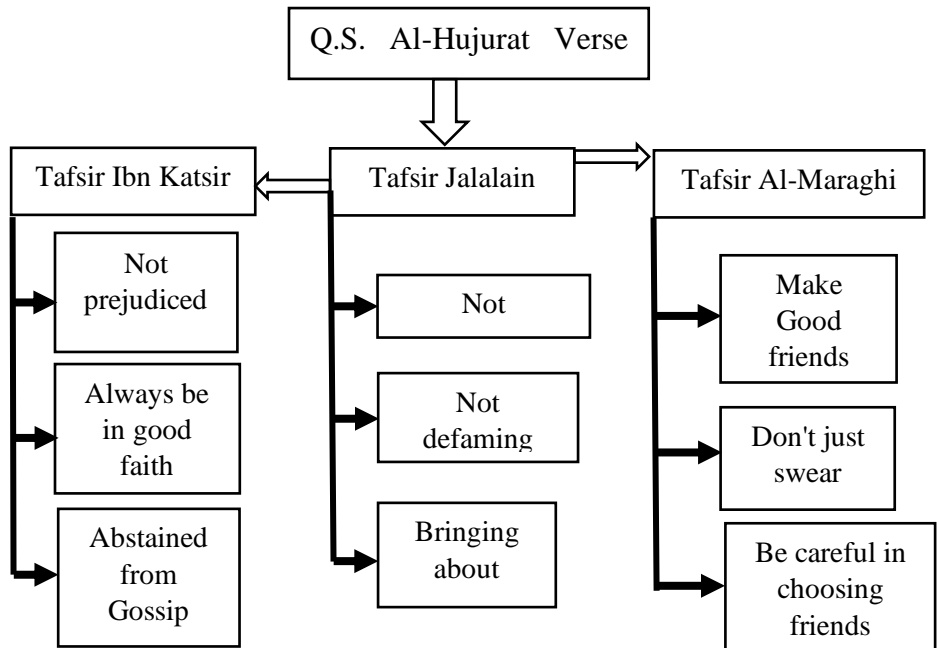 Q.S. Al-Hujurat Verse
Tafsir Ibn Katsir
Tafsir Jalalain
Tafsir Al-Maraghi
Not
prejudiced
Always be
in good
faith
Abstained
from
Gossip
Not
Not
defaming
Bringing
about
Make
Good
friends
Don't just
swear
Be careful in
choosing
friends